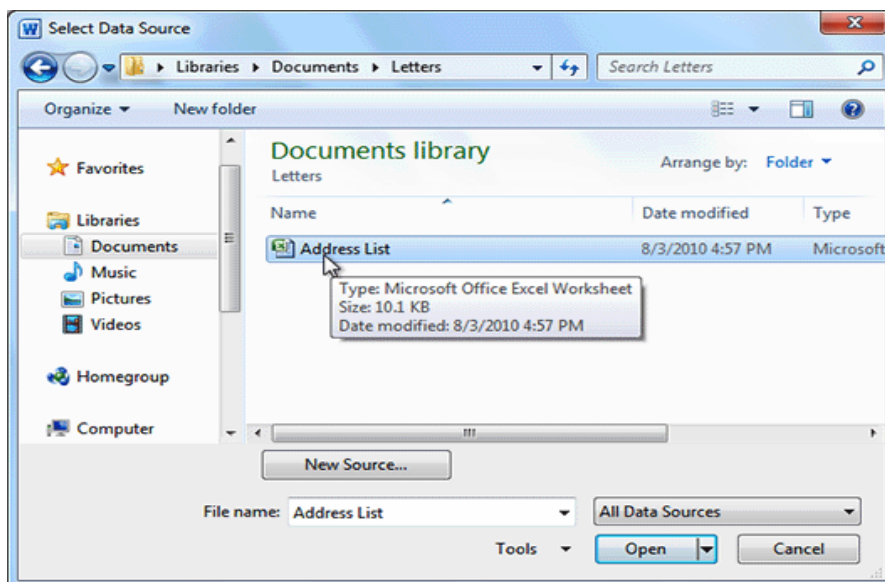 Select Data Source
Libraries Documents Letters Search Letters
Organize New folder
Favorites
Libraries
Documents
Music
Pictures
Videos
Homegroup
Computer
Documents library
Letters
Arrange by: Folder
Name Date modified Type
Address List 8/3/2010 4:57 PM Microsoft
Type: Microsoft Office Excel Worksheet
Size: 10.1 KB
Date modified: 8/3/2010 4:57 PM
New Source...
File name: Address List All Data Sources
Tools Open Cancel